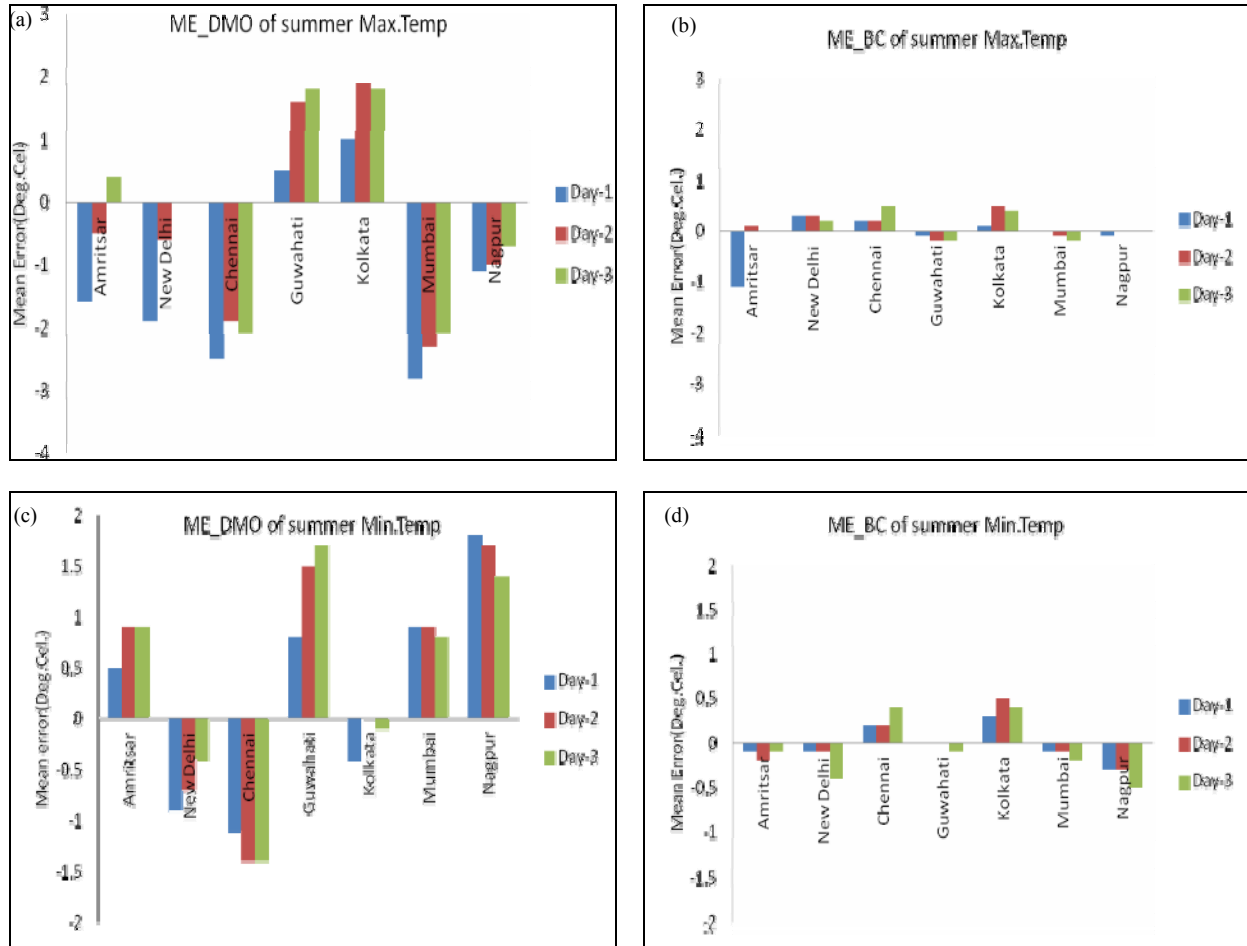 (a)
ME_DMO of summer Max.Temp
3
2
1
0
-1
-2
-3
-4
Mean Error(Deg.Cel)
Amritsar
New Delhi
Chennai
Guwahati
Kolkata
Mumbai
Nagpur
Day-1
Day-2
Day-3
(b)
ME_BC of summer Max.Temp
3
2
1
0
-1
-2
-3
-4
Mean Error(Deg.Cel.)
Amritsar
New Delhi
Chennai
Guwahati
Kolkata
Mumbai
Nagpur
Day-1
Day-2
Day-3
(c)
ME_DMO of summer Min.Temp
2
1.5
1
0.5
0
-0.5
-1
-1.5
-2
Mean error(Deg.Cel.)
Amritsar
New Delhi
Chennai
Guwahati
Kolkata
Mumbai
Nagpur
Day-1
Day-2
Day-3
(d)
ME_BC of summer Min.Temp
2
1.5
1
0.5
0
-0.5
-1
-1.5
-2
Mean Error(Deg.Cel.)
Amritsar
New Delhi
Chennai
Guwahati
Kolkata
Mumbai
Nagpur
Day-1
Day-2
Day-3